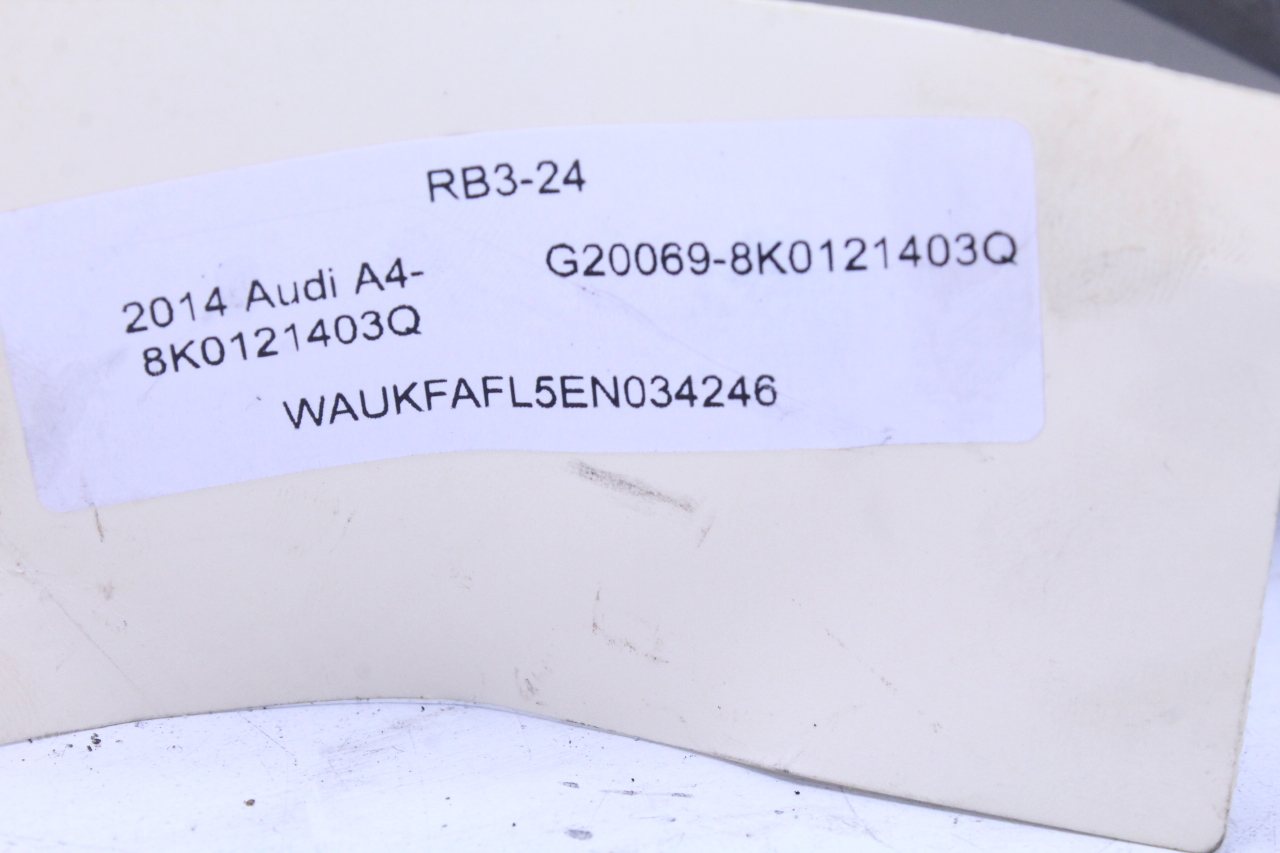 RB3-24
G20069-8K0121403Q
2014 Audi A4-
8K0121403Q
WAUKFAFL5EN034246